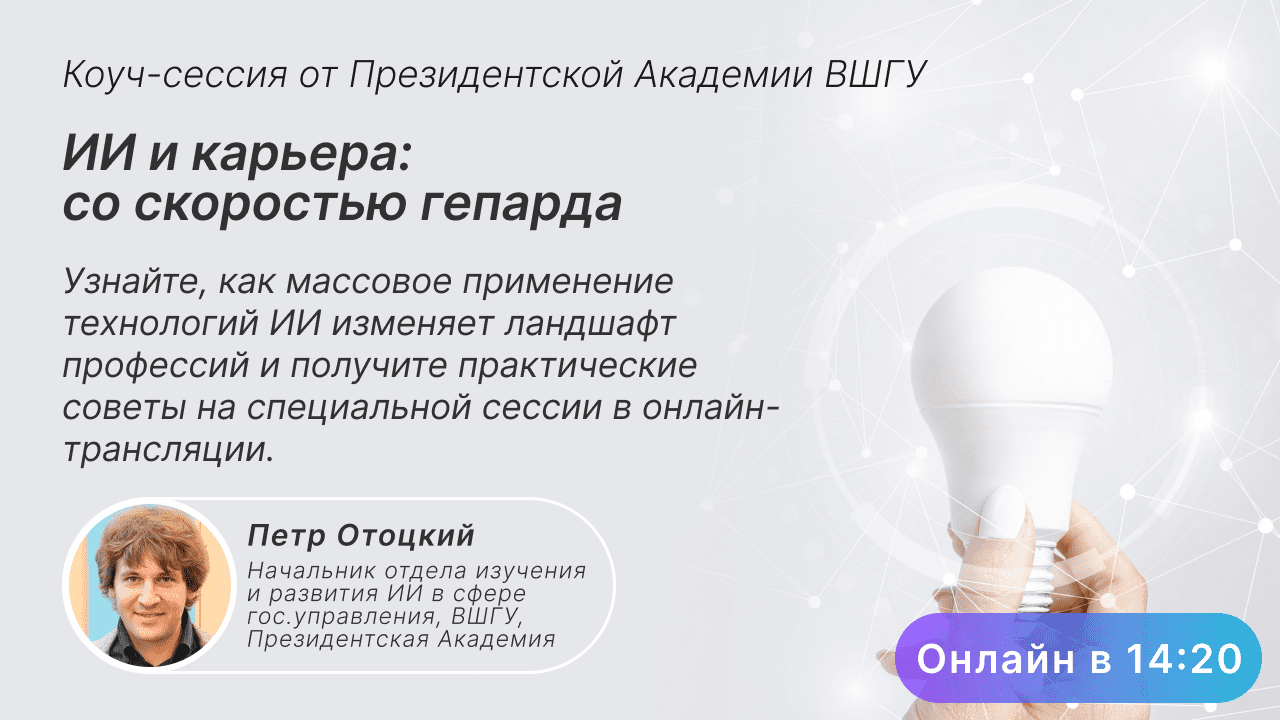 Коуч-сессия от Президентской Академии ВШГУ
ИИ и карьера:
со скоростью гепарда
Узнайте, как массовое применение
технологий ИИ изменяет ландшафт
профессий и получите практические
советы на специальной сессии в онлайн-
трансляции.
Петр Отоцкий
Начальник отдела изучения
и развития ИИ в сфере
гос.управления, ВШГУ,
Президентская Академия
Онлайн в 14:20